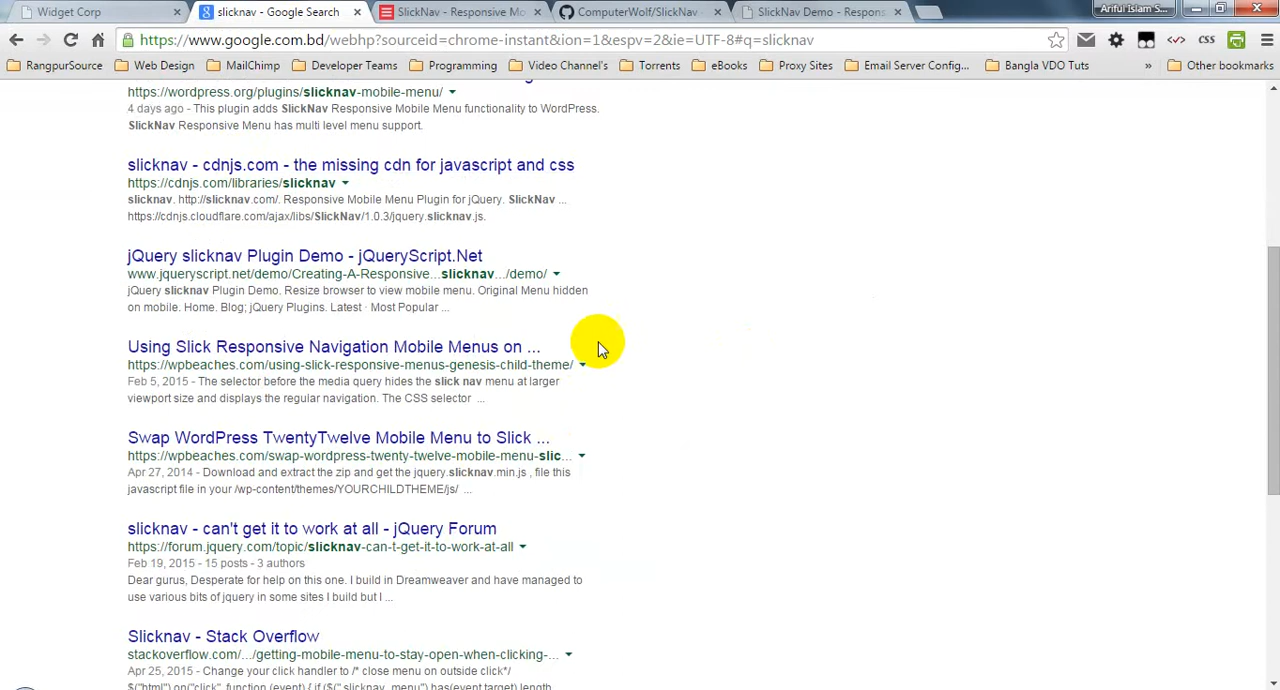 Widget Corp
slicknav - Google Search
SlickNav - Responsive Mo
ComputerWolf/SlickNav
SlickNav Demo - Respons
Ariful Islam S...
https://www.google.com.bd/webhp?sourceid=chrome-instant&ion=1&espv=2&ie=UTF-8#q=slicknav
CSS
RangpurSource
Web Design
MailChimp
Developer Teams
Programming
Video Channel's
Torrents
eBooks
Proxy Sites
Email Server Config...
Bangla VDO Tuts
»
Other bookmarks
https://wordpress.org/plugins/slicknav-mobile-menu/
4 days ago - This plugin adds SlickNav Responsive Mobile Menu functionality to WordPress.
SlickNav Responsive Menu has multi level menu support.
slicknav - cdnjs.com - the missing cdn for javascript and css
https://cdnjs.com/libraries/slicknav
slicknav. http://slicknav.com/. Responsive Mobile Menu Plugin for jQuery. SlickNav ...
https://cdnjs.cloudflare.com/ajax/libs/SlickNav/1.0.3/jquery.slicknav.js.
jQuery slicknav Plugin Demo - jQueryScript.Net
www.jqueryscript.net/demo/Creating-A-Responsive...slicknav.../demo/
jQuery slicknav Plugin Demo. Resize browser to view mobile menu. Original Menu hidden
on mobile. Home. Blog; jQuery Plugins. Latest · Most Popular ...
Using Slick Responsive Navigation Mobile Menus on ...
https://wpbeaches.com/using-slick-responsive-menus-genesis-child-theme/
Feb 5, 2015 - The selector before the media query hides the slick nav menu at larger
viewport size and displays the regular navigation. The CSS selector ...
Swap WordPress TwentyTwelve Mobile Menu to Slick ...
https://wpbeaches.com/swap-wordpress-twenty-twelve-mobile-menu-slic...
Apr 27, 2014 - Download and extract the zip and get the jquery.slicknav.min.js , file this
javascript file in your /wp-content/themes/YOURCHILDTHEME/js/ ...
slicknav - can't get it to work at all - jQuery Forum
https://forum.jquery.com/topic/slicknav-can-t-get-it-to-work-at-all
Feb 19, 2015 - 15 posts - 3 authors
Dear gurus, Desperate for help on this one. I build in Dreamweaver and have managed to
use various bits of jquery in some sites I build but I ...
Slicknav - Stack Overflow
stackoverflow.com/.../getting-mobile-menu-to-stay-open-when-clicking-...
Apr 25, 2015 - Change your click handler to /* close menu on outside click*/
$("html").on("click", function (event) { if ($(".slicknav_menu").has(event.target).length